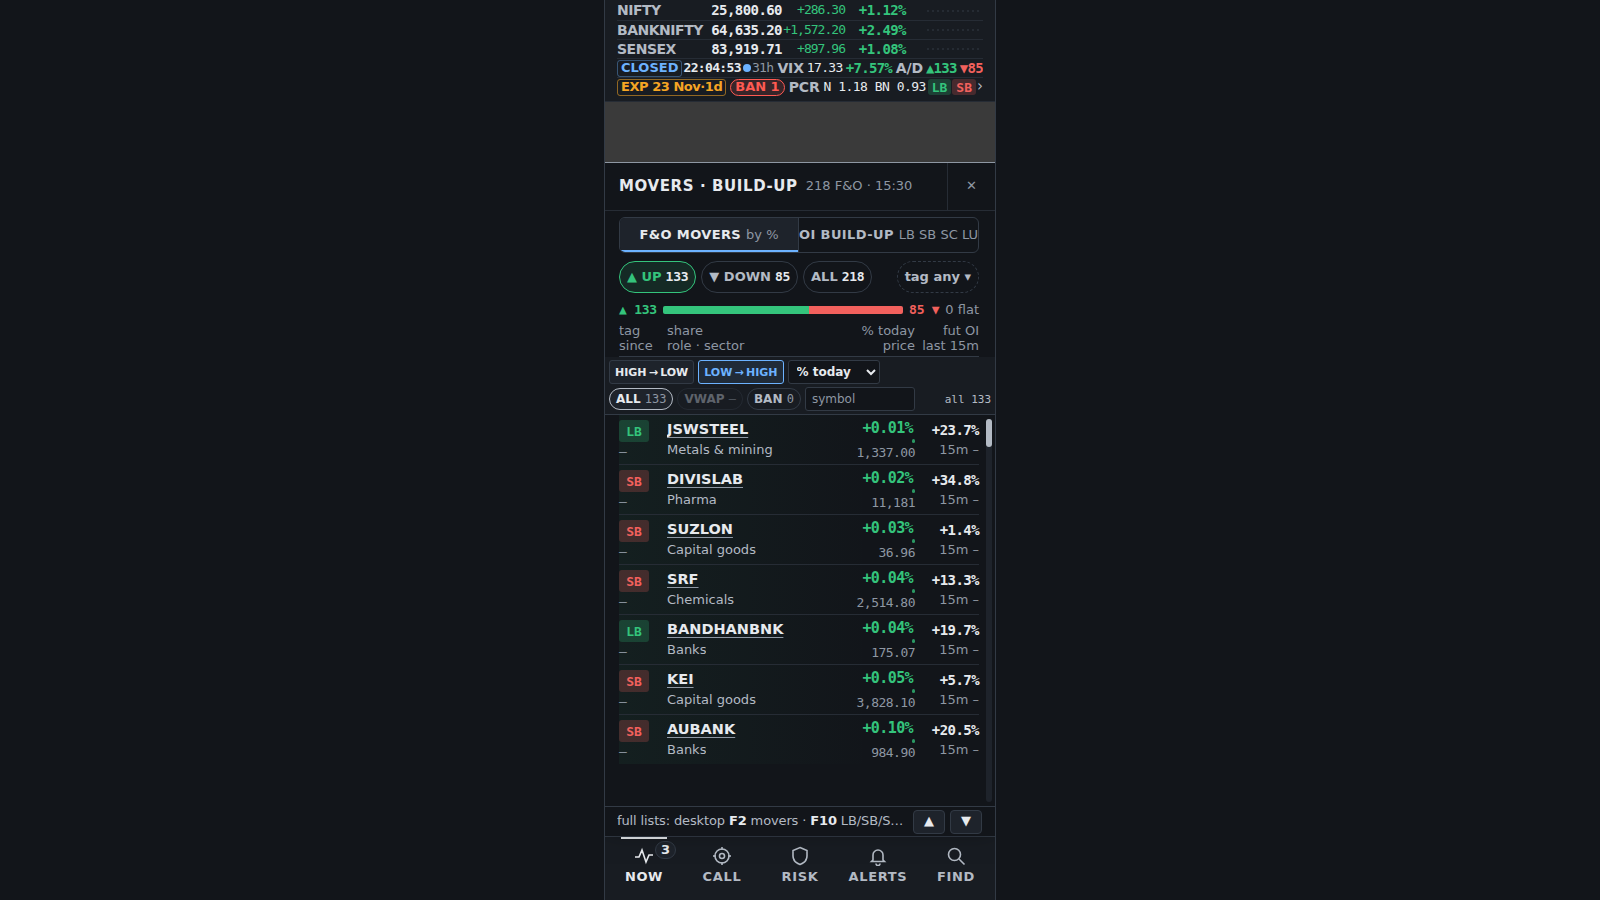 NIFTY 25,800.60 +286.30 +1.12%
BANKNIFTY 64,635.20 +1,572.20 +2.49%
SENSEX 83,919.71 +897.96 +1.08%
CLOSED 22:04:53 31h VIX 17.33 +7.57% A/D ▲133 ▼85
EXP 23 Nov·1d BAN 1 PCR N 1.18 BN 0.93 LB SB ›
MOVERS · BUILD-UP 218 F&O · 15:30 ✕
F&O MOVERS by % OI BUILD-UP LB SB SC LU
▲ UP 133 ▼ DOWN 85 ALL 218 tag any ▾
▲ 133 85 ▼ 0 flat
tag share % today fut OI
since role · sector price last 15m
HIGH→LOW LOW→HIGH % today
ALL 133 VWAP – BAN 0 symbol all 133
LB JSWSTEEL +0.01% +23.7%
– Metals & mining 1,337.00 15m –
SB DIVISLAB +0.02% +34.8%
– Pharma 11,181 15m –
SB SUZLON +0.03% +1.4%
– Capital goods 36.96 15m –
SB SRF +0.04% +13.3%
– Chemicals 2,514.80 15m –
LB BANDHANBNK +0.04% +19.7%
– Banks 175.07 15m –
SB KEI +0.05% +5.7%
– Capital goods 3,828.10 15m –
SB AUBANK +0.10% +20.5%
– Banks 984.90 15m –
full lists: desktop F2 movers · F10 LB/SB/S… ▲ ▼
3
NOW CALL RISK ALERTS FIND